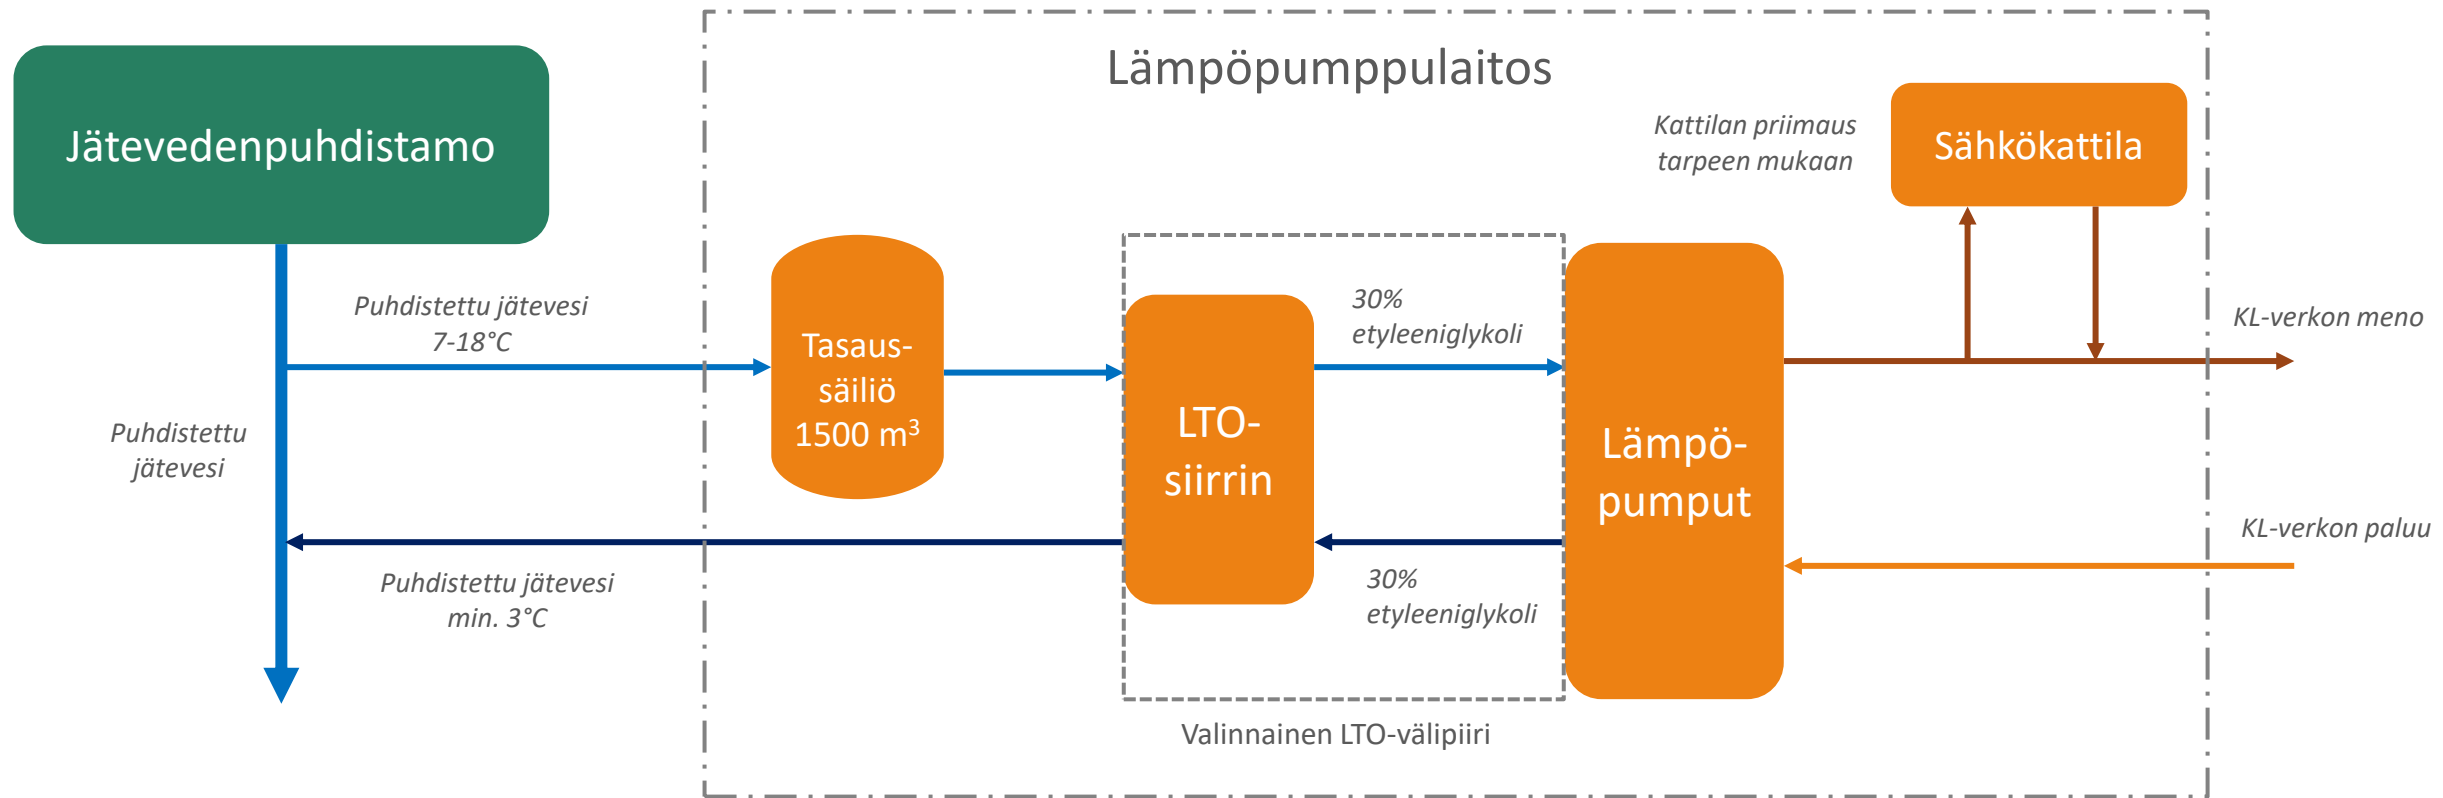 Lämpöpumppulaitos
Jätevedenpuhdistamo
Kattilan priimaus
tarpeen mukaan
Sähkökattila
Puhdistettu jätevesi
7-18°C
Tasaus-
säiliö
1500 m³
30%
etyleeniglykoli
KL-verkon meno
Puhdistettu
jätevesi
LTO-
siirrin
Lämpö-
pumput
KL-verkon paluu
Puhdistettu jätevesi
min. 3°C
30%
etyleeniglykoli
Valinnainen LTO-välipiiri